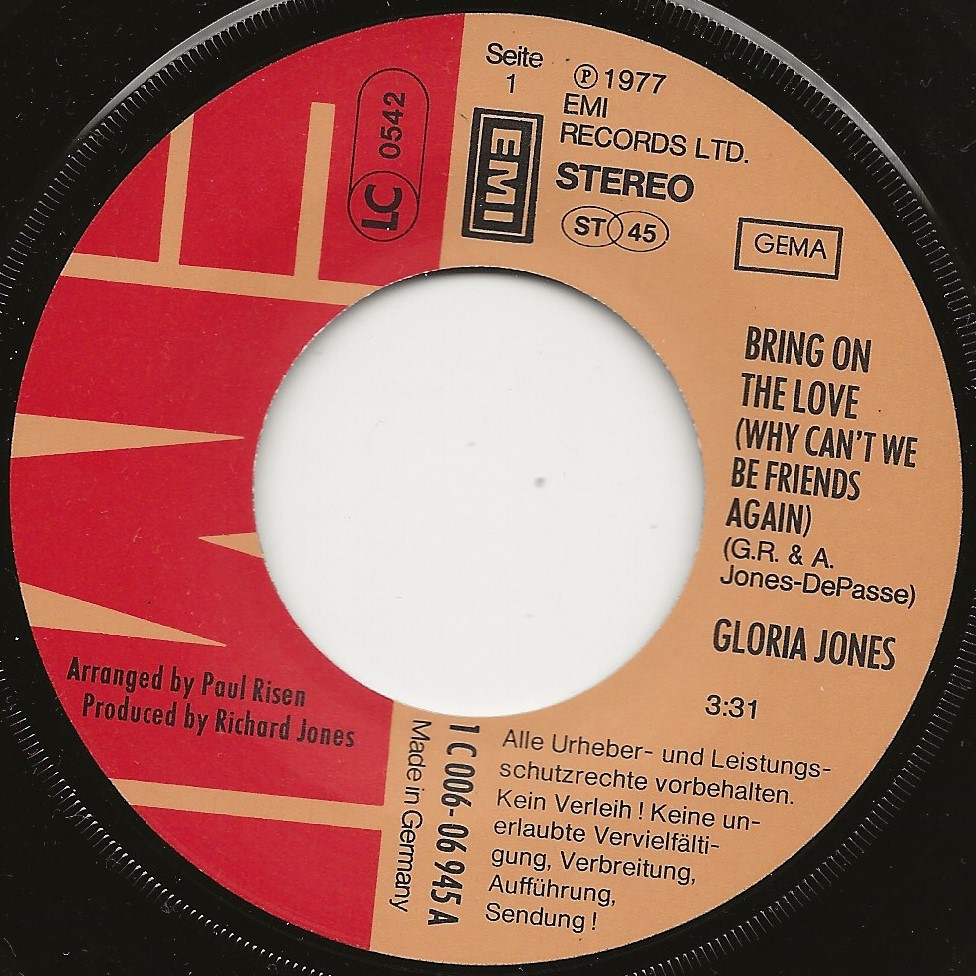 Seite
1
℗ 1977
EMI
RECORDS LTD.
EMI
STEREO
ST 45
LC 0542
GEMA
BRING ON
THE LOVE
(WHY CAN'T WE
BE FRIENDS
AGAIN)
(G.R. & A.
Jones-DePasse)
GLORIA JONES
3:31
Arranged by Paul Risen
Produced by Richard Jones
1 C 006-06 945 A
Made in Germany
Alle Urheber- und Leistungs-
schutzrechte vorbehalten.
Kein Verleih! Keine un-
erlaubte Vervielfälti-
gung, Verbreitung,
Aufführung,
Sendung!